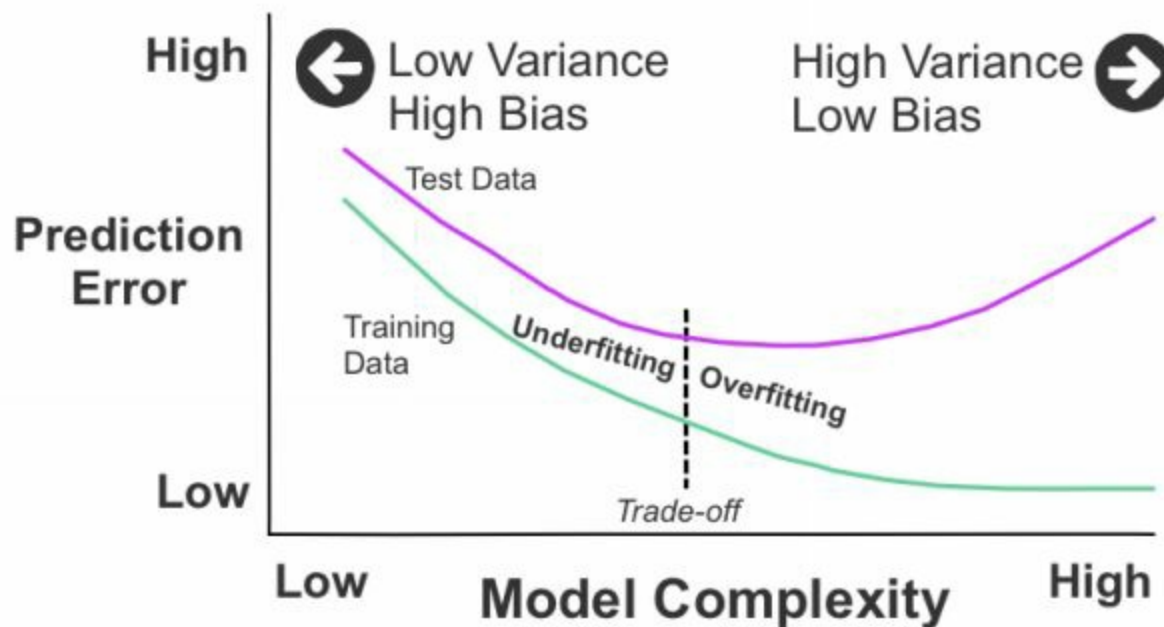 High
Low Variance
High Bias
High Variance
Low Bias
Test Data
Prediction
Error
Training
Data
Underfitting
Overfitting
Low
Trade-off
Low
Model Complexity
High